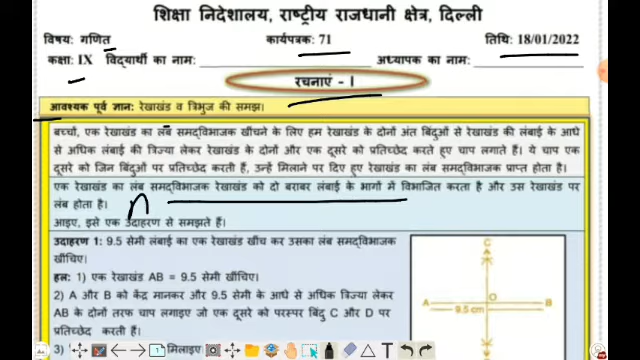 शिक्षा निदेशालय, राष्ट्रीय राजधानी क्षेत्र, दिल्ली
विषय: गणित कार्यपत्रक: 71 तिथि: 18/01/2022
कक्षा: IX विद्यार्थी का नाम: अध्यापक का नाम:
रचनाएं - I
आवश्यक पूर्व ज्ञान: रेखाखंड व त्रिभुज की समझ।
बच्चों, एक रेखाखंड का लंब समद्विभाजक खींचने के लिए हम रेखाखंड के दोनों अंत बिंदुओं से रेखाखंड की लंबाई के आधे
से अधिक लंबाई की त्रिज्या लेकर रेखाखंड के दोनों और एक दूसरे को प्रतिच्छेद करते हुए चाप लगाते हैं। ये चाप एक
दूसरे को जिन बिंदुओं पर प्रतिच्छेद करती हैं, उन्हें मिलाने पर दिए हुए रेखाखंड का लंब समद्विभाजक प्राप्त होता है।
एक रेखाखंड का लंब समद्विभाजक रेखाखंड को दो बराबर लंबाई के भागों में विभाजित करता है और उस रेखाखंड पर
लंब होता है।
आइए, इसे एक उदाहरण से समझते हैं।
उदाहरण 1: 9.5 सेमी लंबाई का एक रेखाखंड खींच कर उसका लंब समद्विभाजक
खींचिए।
हल: 1) एक रेखाखंड AB = 9.5 सेमी खींचिए।
2) A और B को केंद्र मानकर और 9.5 सेमी के आधे से अधिक त्रिज्या लेकर
AB के दोनों तरफ चाप लगाइए जो एक दूसरे को परस्पर बिंदु C और D पर
प्रतिच्छेद करती हैं।
3) मिलाइए
C
A O B
9.5 cm